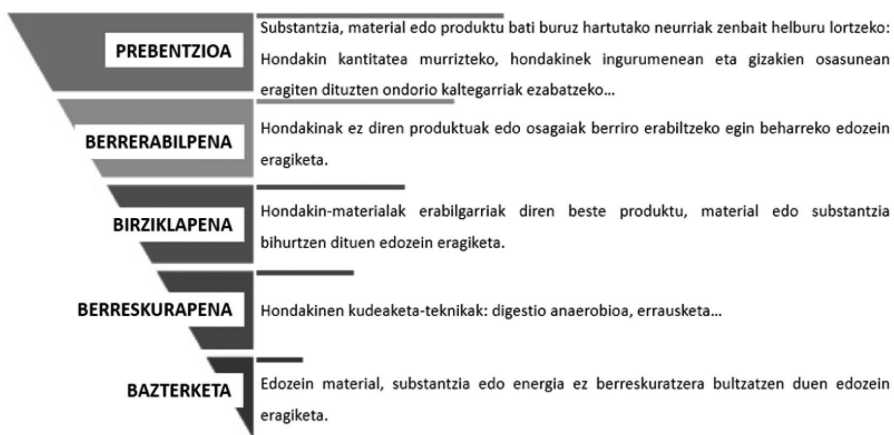 PREBENTZIOA
Substantzia, material edo produktu bati buruz hartutako neurriak zenbait helburu lortzeko:
Hondakin kantitatea murrizteko, hondakinek ingurumenean eta gizakien osasunean
eragiten dituzten ondorio kaltegarriak ezabatzeko…
BERRERABILPENA
Hondakinak ez diren produktuak edo osagaiak berriro erabiltzeko egin beharreko edozein
eragiketa.
BIRZIKLAPENA
Hondakin-materialak erabilgarriak diren beste produktu, material edo substantzia
bihurtzen dituen edozein eragiketa.
BERRESKURAPENA
Hondakinen kudeaketa-teknikak: digestio anaerobioa, errausketa…
BAZTERKETA
Edozein material, substantzia edo energia ez berreskuratzera bultzatzen duen edozein
eragiketa.